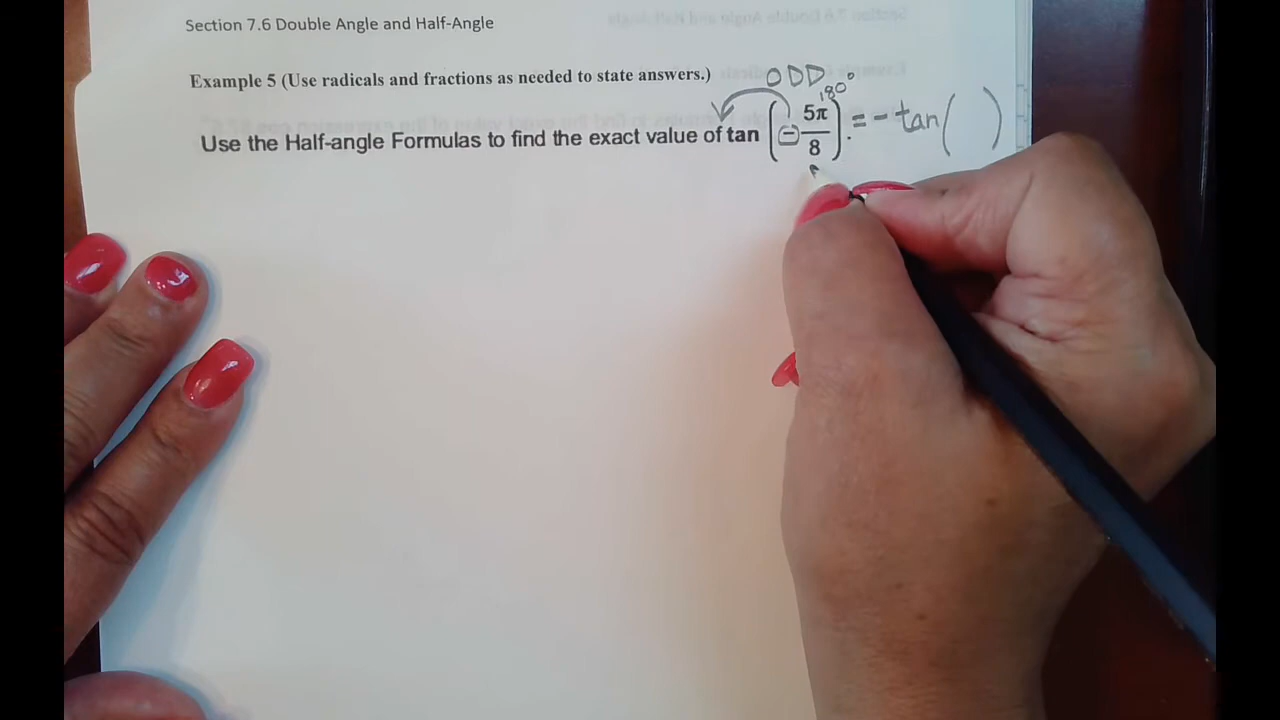 Section 7.6 Double Angle and Half-Angle
Example 5 (Use radicals and fractions as needed to state answers.)
ODD
180°
Use the Half-angle Formulas to find the exact value of tan (-5π/8). = - tan( )